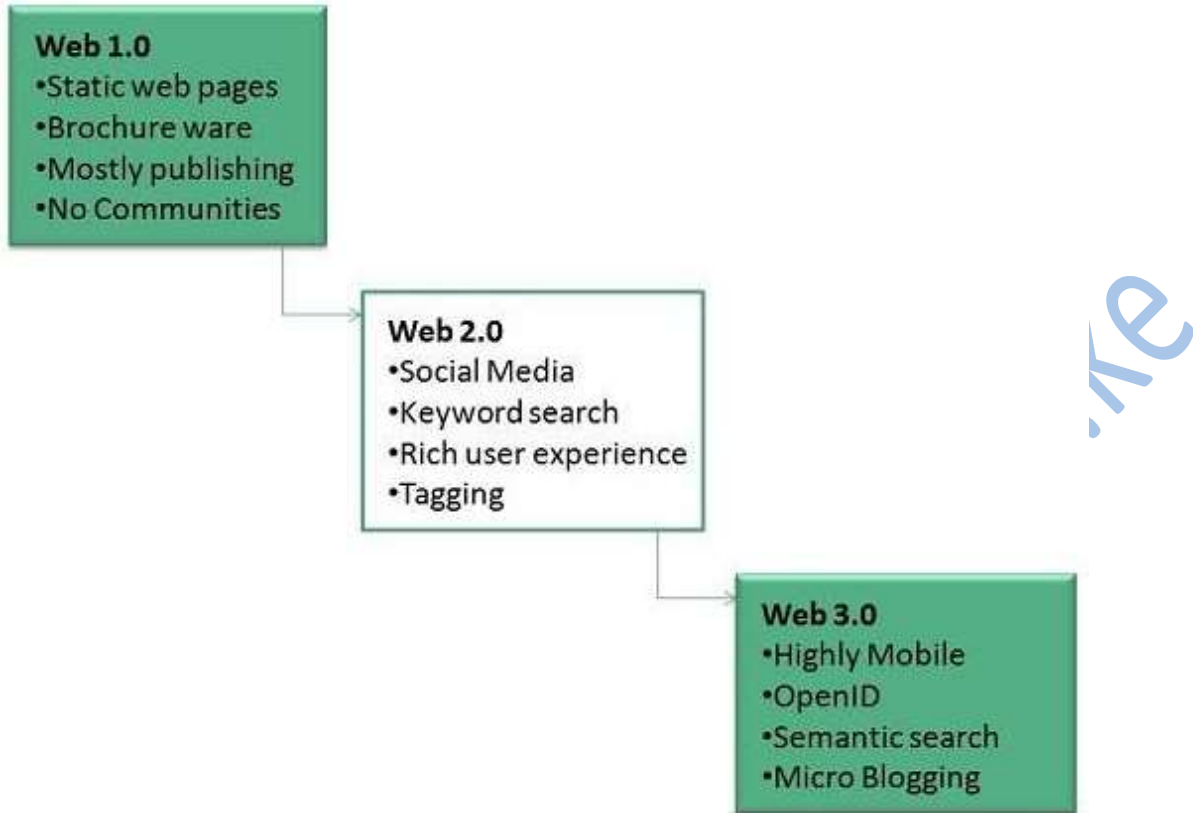 Web 1.0
•Static web pages
•Brochure ware
•Mostly publishing
•No Communities
Web 2.0
•Social Media
•Keyword search
•Rich user experience
•Tagging
Web 3.0
•Highly Mobile
•OpenID
•Semantic search
•Micro Blogging